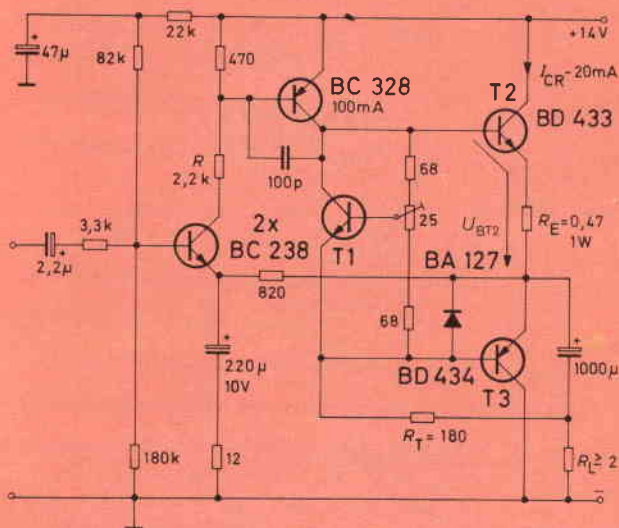 22k
+
47µ
82k
470
+14V
BC 328
100mA
I_CR-20mA
T2
BD 433
R
2,2k
100p
68
25
3,3k
2x
BC 238
T1
U_BT2
R_E=0,47
1W
+
2,2µ
BA 127
820
68
+
220µ
10V
BD 434
T3
+
1000µ
R_T=180
180k
12
R_L≥2
-